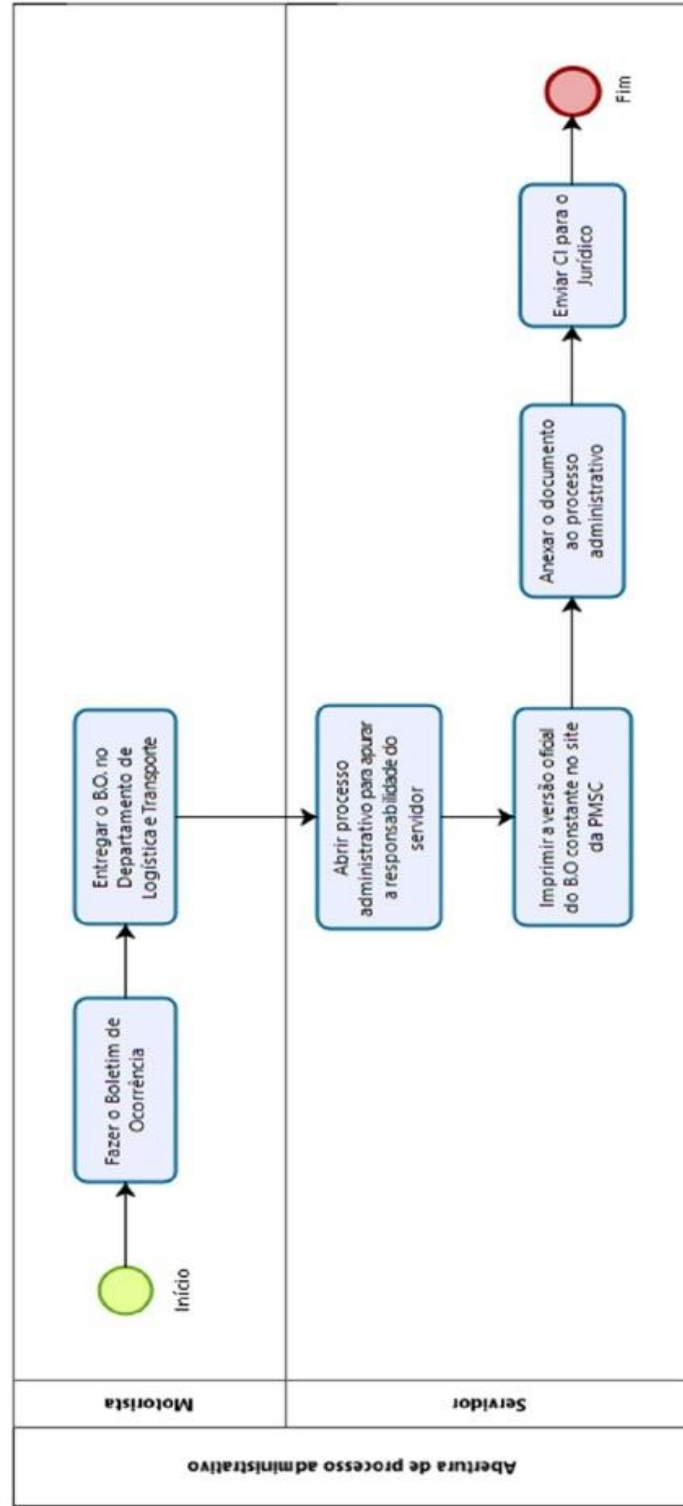 Abertura de processo administrativo
Motorista
Início
Fazer o Boletim de
Ocorrência
Entregar o B.O. no
Departamento de
Logística e Transporte
Servidor
Abrir processo
administrativo para apurar
a responsabilidade do
servidor
Imprimir a versão oficial
do B.O constante no site
da PMSC
Anexar o documento
ao processo
administrativo
Enviar CI para o
Jurídico
Fim